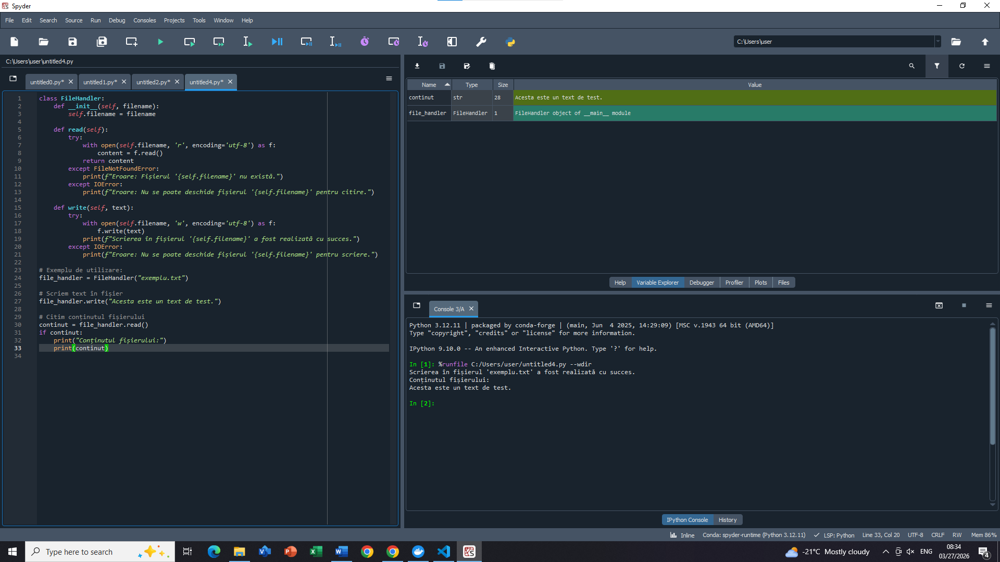 Spyder
File Edit Search Source Run Debug Consoles Projects Tools Window Help
C:\Users\user
C:\Users\user\untitled4.py
untitled0.py* untitled1.py* untitled2.py* untitled4.py*
1 class FileHandler:
2     def __init__(self, filename):
3         self.filename = filename
4
5     def read(self):
6         try:
7             with open(self.filename, 'r', encoding='utf-8') as f:
8                 content = f.read()
9             return content
10         except FileNotFoundError:
11             print(f"Eroare: Fișierul '{self.filename}' nu există.")
12         except IOError:
13             print(f"Eroare: Nu se poate deschide fișierul '{self.filename}' pentru citire.")
14
15     def write(self, text):
16         try:
17             with open(self.filename, 'w', encoding='utf-8') as f:
18                 f.write(text)
19             print(f"Scrierea în fișierul '{self.filename}' a fost realizată cu succes.")
20         except IOError:
21             print(f"Eroare: Nu se poate deschide fișierul '{self.filename}' pentru scriere.")
22
23 # Exemplu de utilizare:
24 file_handler = FileHandler("exemplu.txt")
25
26 # Scriem text în fișier
27 file_handler.write("Acesta este un text de test.")
28
29 # Citim conținutul fișierului
30 continut = file_handler.read()
31 if continut:
32     print("Conținutul fișierului:")
33     print(continut)
34
Name Type Size Value
continut str 28 Acesta este un text de test.
file_handler FileHandler 1 FileHandler object of __main__ module
Help Variable Explorer Debugger Profiler Plots Files
Console 3/A
Python 3.12.11 | packaged by conda-forge | (main, Jun  4 2025, 14:29:09) [MSC v.1943 64 bit (AMD64)]
Type "copyright", "credits" or "license" for more information.
IPython 9.10.0 -- An enhanced Interactive Python. Type '?' for help.
In [1]: %runfile C:/Users/user/untitled4.py --wdir
Scrierea în fișierul 'exemplu.txt' a fost realizată cu succes.
Conținutul fișierului:
Acesta este un text de test.
In [2]:
IPython Console History
Inline Conda: spyder-runtime (Python 3.12.11) LSP: Python Line 33, Col 20 UTF-8 CRLF RW Mem 86%
Type here to search
-21°C Mostly cloudy ENG
08:34
03/27/2026
4